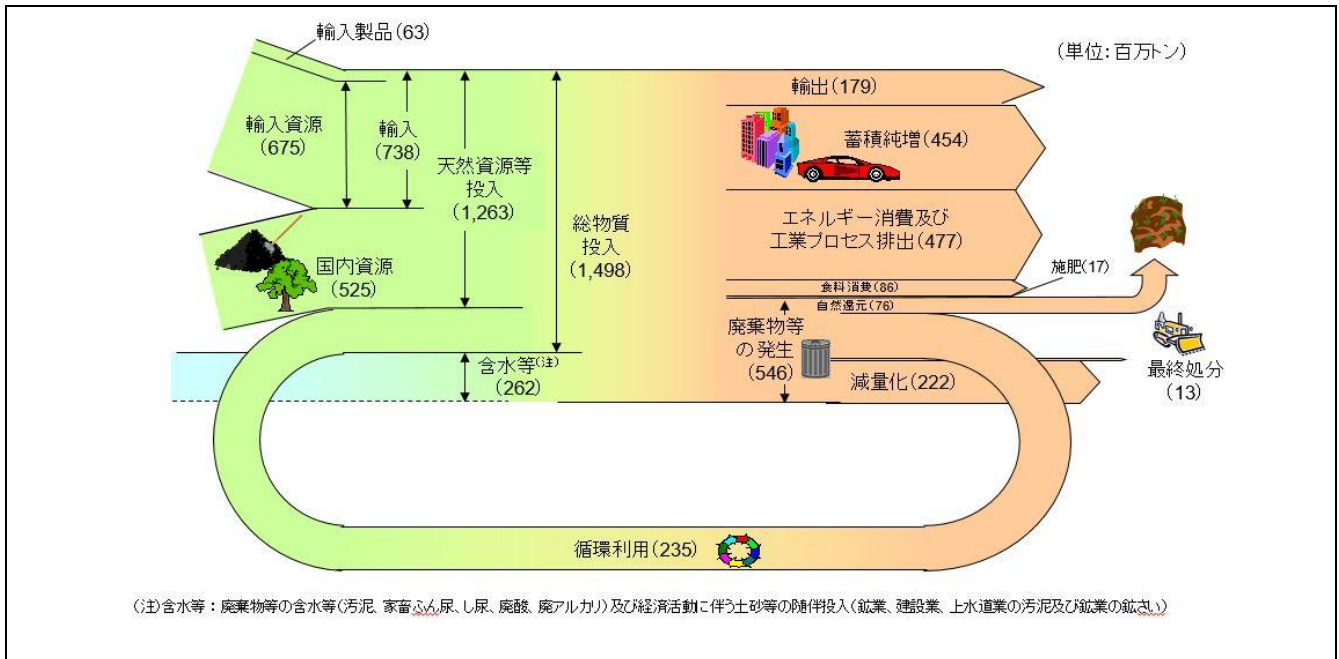 輸入製品(63)
(単位：百万トン)
輸入資源
(675)
輸入
(738)
天然資源等
投入
(1,263)
総物質
投入
(1,498)
国内資源
(525)
含水等(注)
(262)
輸出(179)
蓄積純増(454)
エネルギー消費及び
工業プロセス排出(477)
食料消費(86)
施肥(17)
自然還元(76)
廃棄物等
の発生
(546)
減量化(222)
最終処分
(13)
循環利用(235)
(注)含水等：廃棄物等の含水等(汚泥、家畜ふん尿、し尿、廃酸、廃アルカリ)及び経済活動に伴う土砂等の随伴投入(鉱業、建設業、上水道業の汚泥及び鉱業の鉱さい)